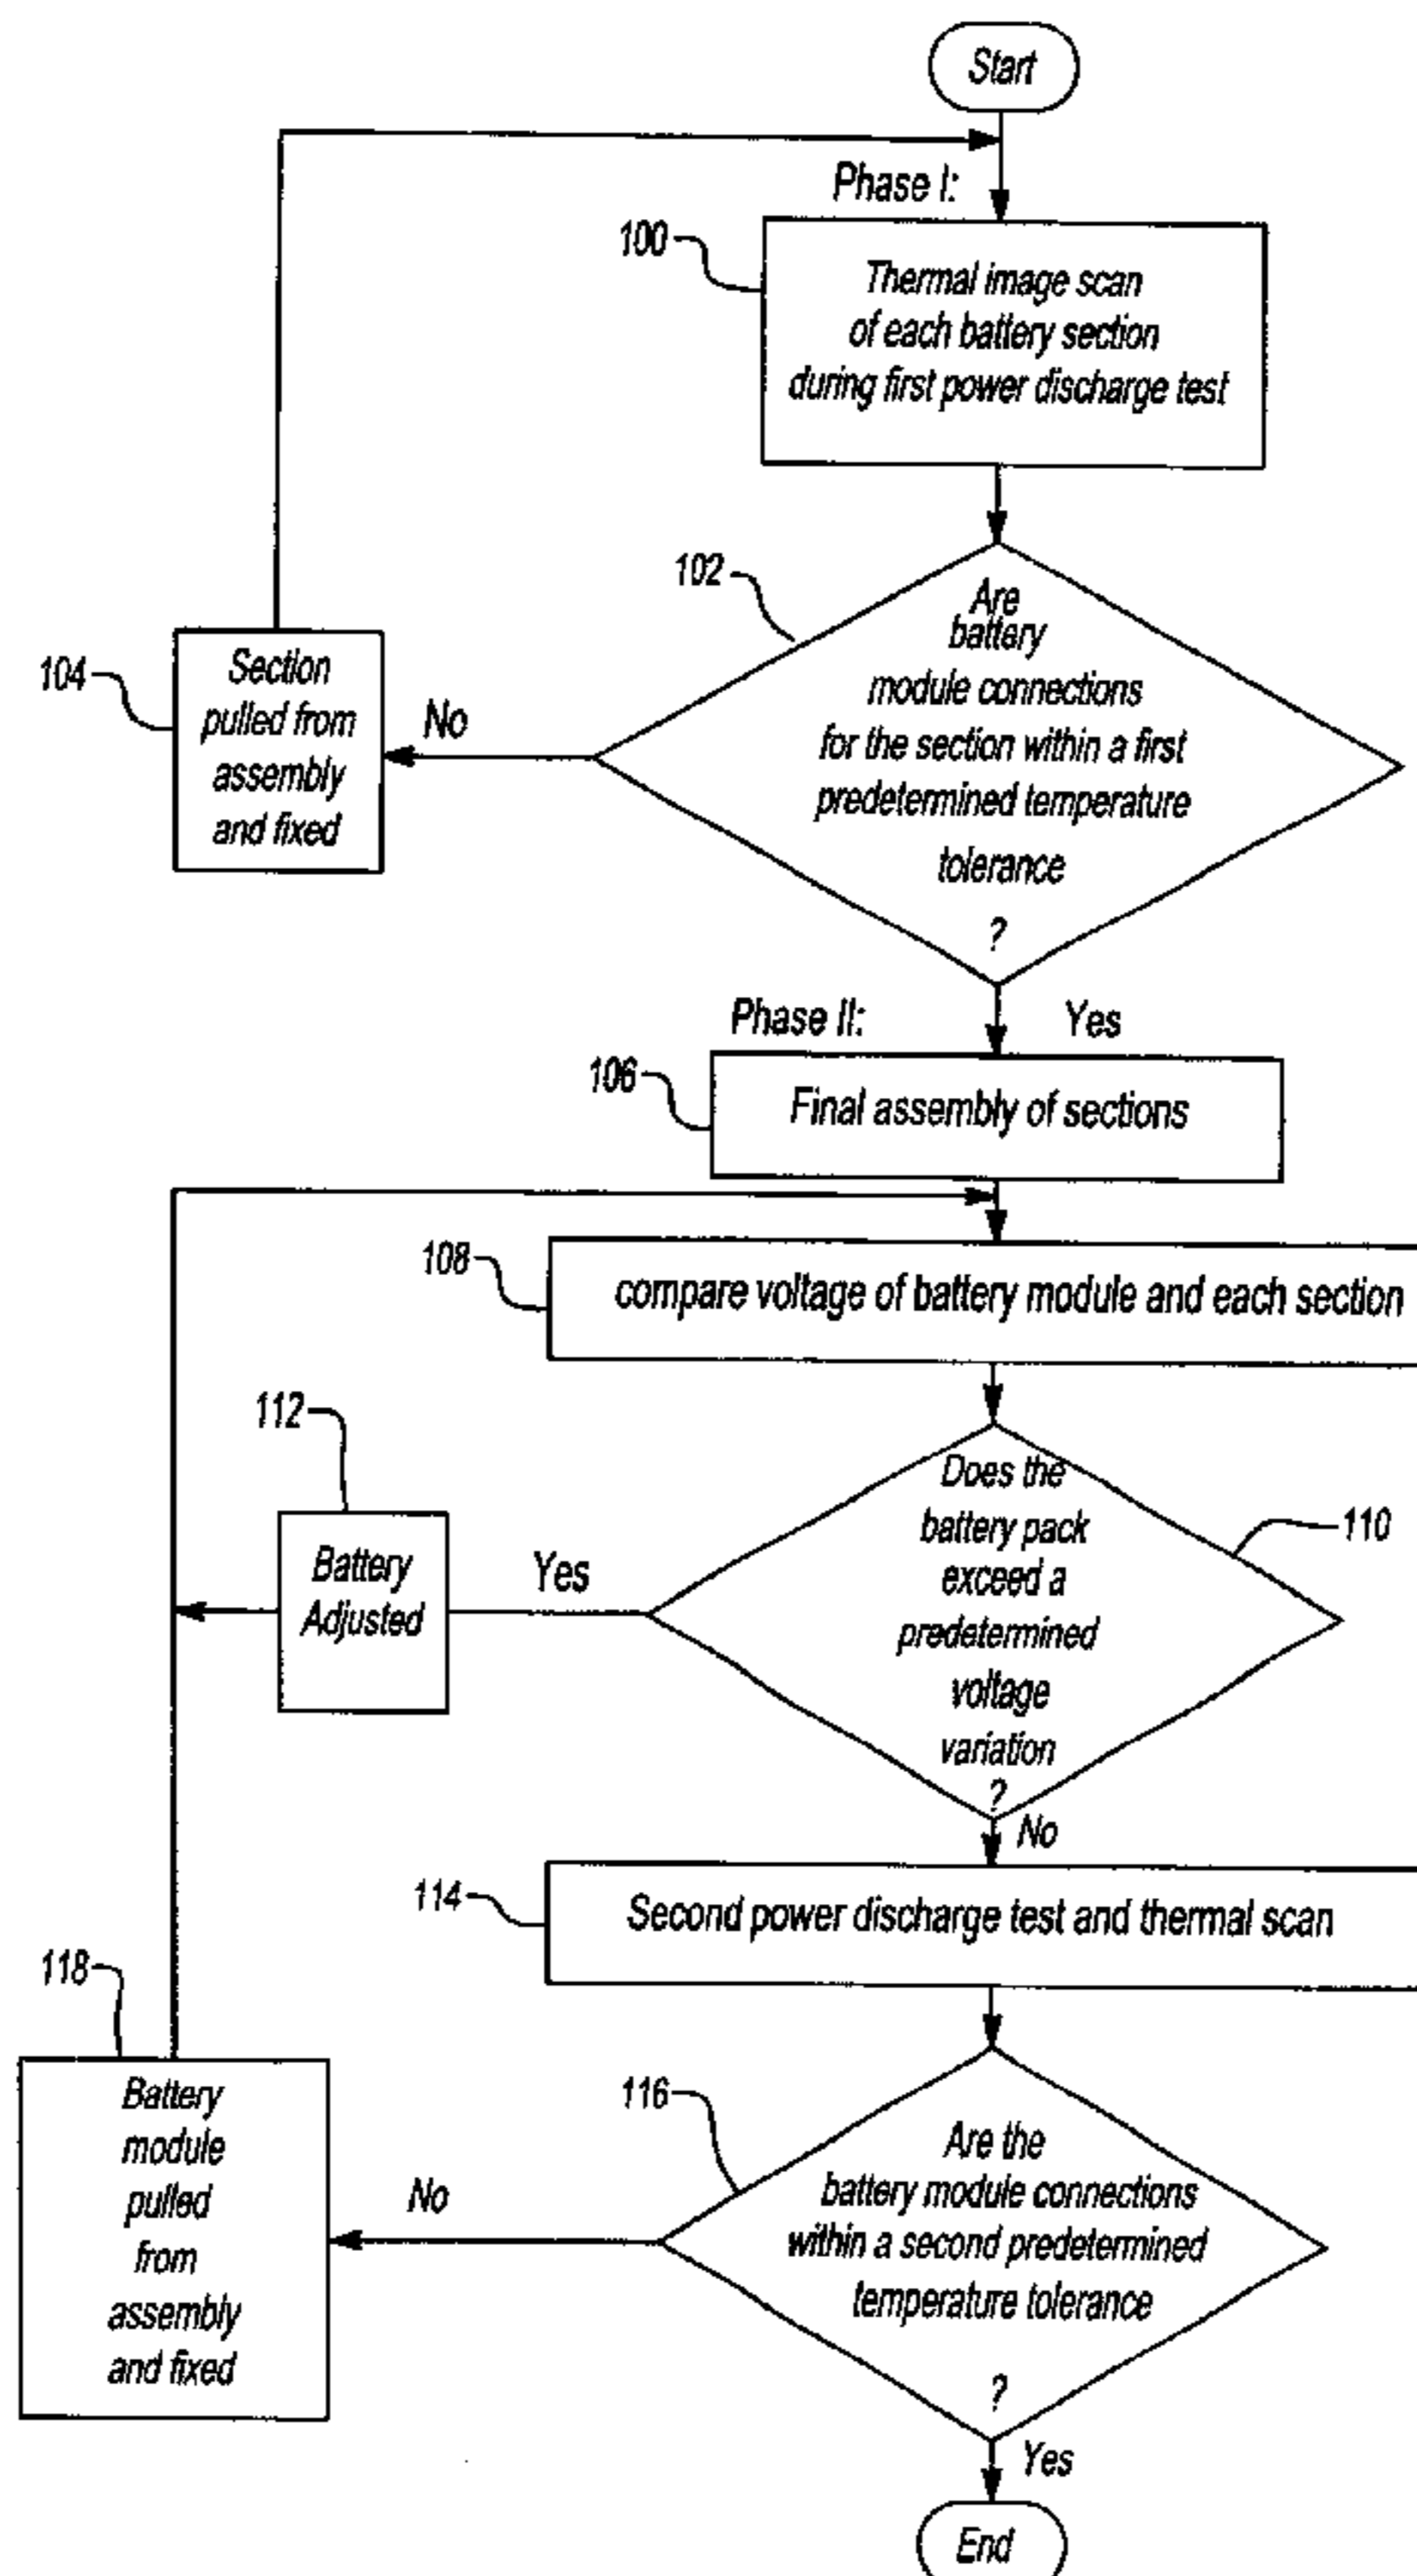 Start
Phase I:
100
Thermal image scan
of each battery section
during first power discharge test
102
Are
battery
module connections
for the section within a first
predetermined temperature
tolerance
?
No
104
Section
pulled from
assembly
and fixed
Phase II:
Yes
106
Final assembly of sections
108
compare voltage of battery module and each section
110
Does the
battery pack
exceed a
predetermined
voltage
variation
?
Yes
112
Battery
Adjusted
No
114
Second power discharge test and thermal scan
116
Are the
battery module connections
within a second predetermined
temperature tolerance
?
No
118
Battery
module
pulled
from
assembly
and fixed
Yes
End